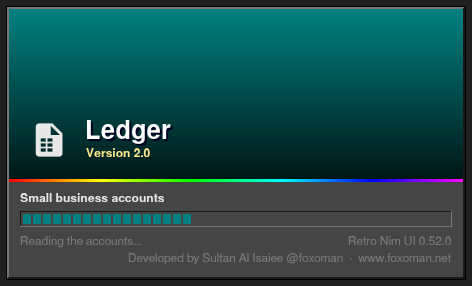 Ledger
Version 2.0
Small business accounts
Reading the accounts... Retro Nim UI 0.52.0
Developed by Sultan Al Isaiee @foxoman · www.foxoman.net